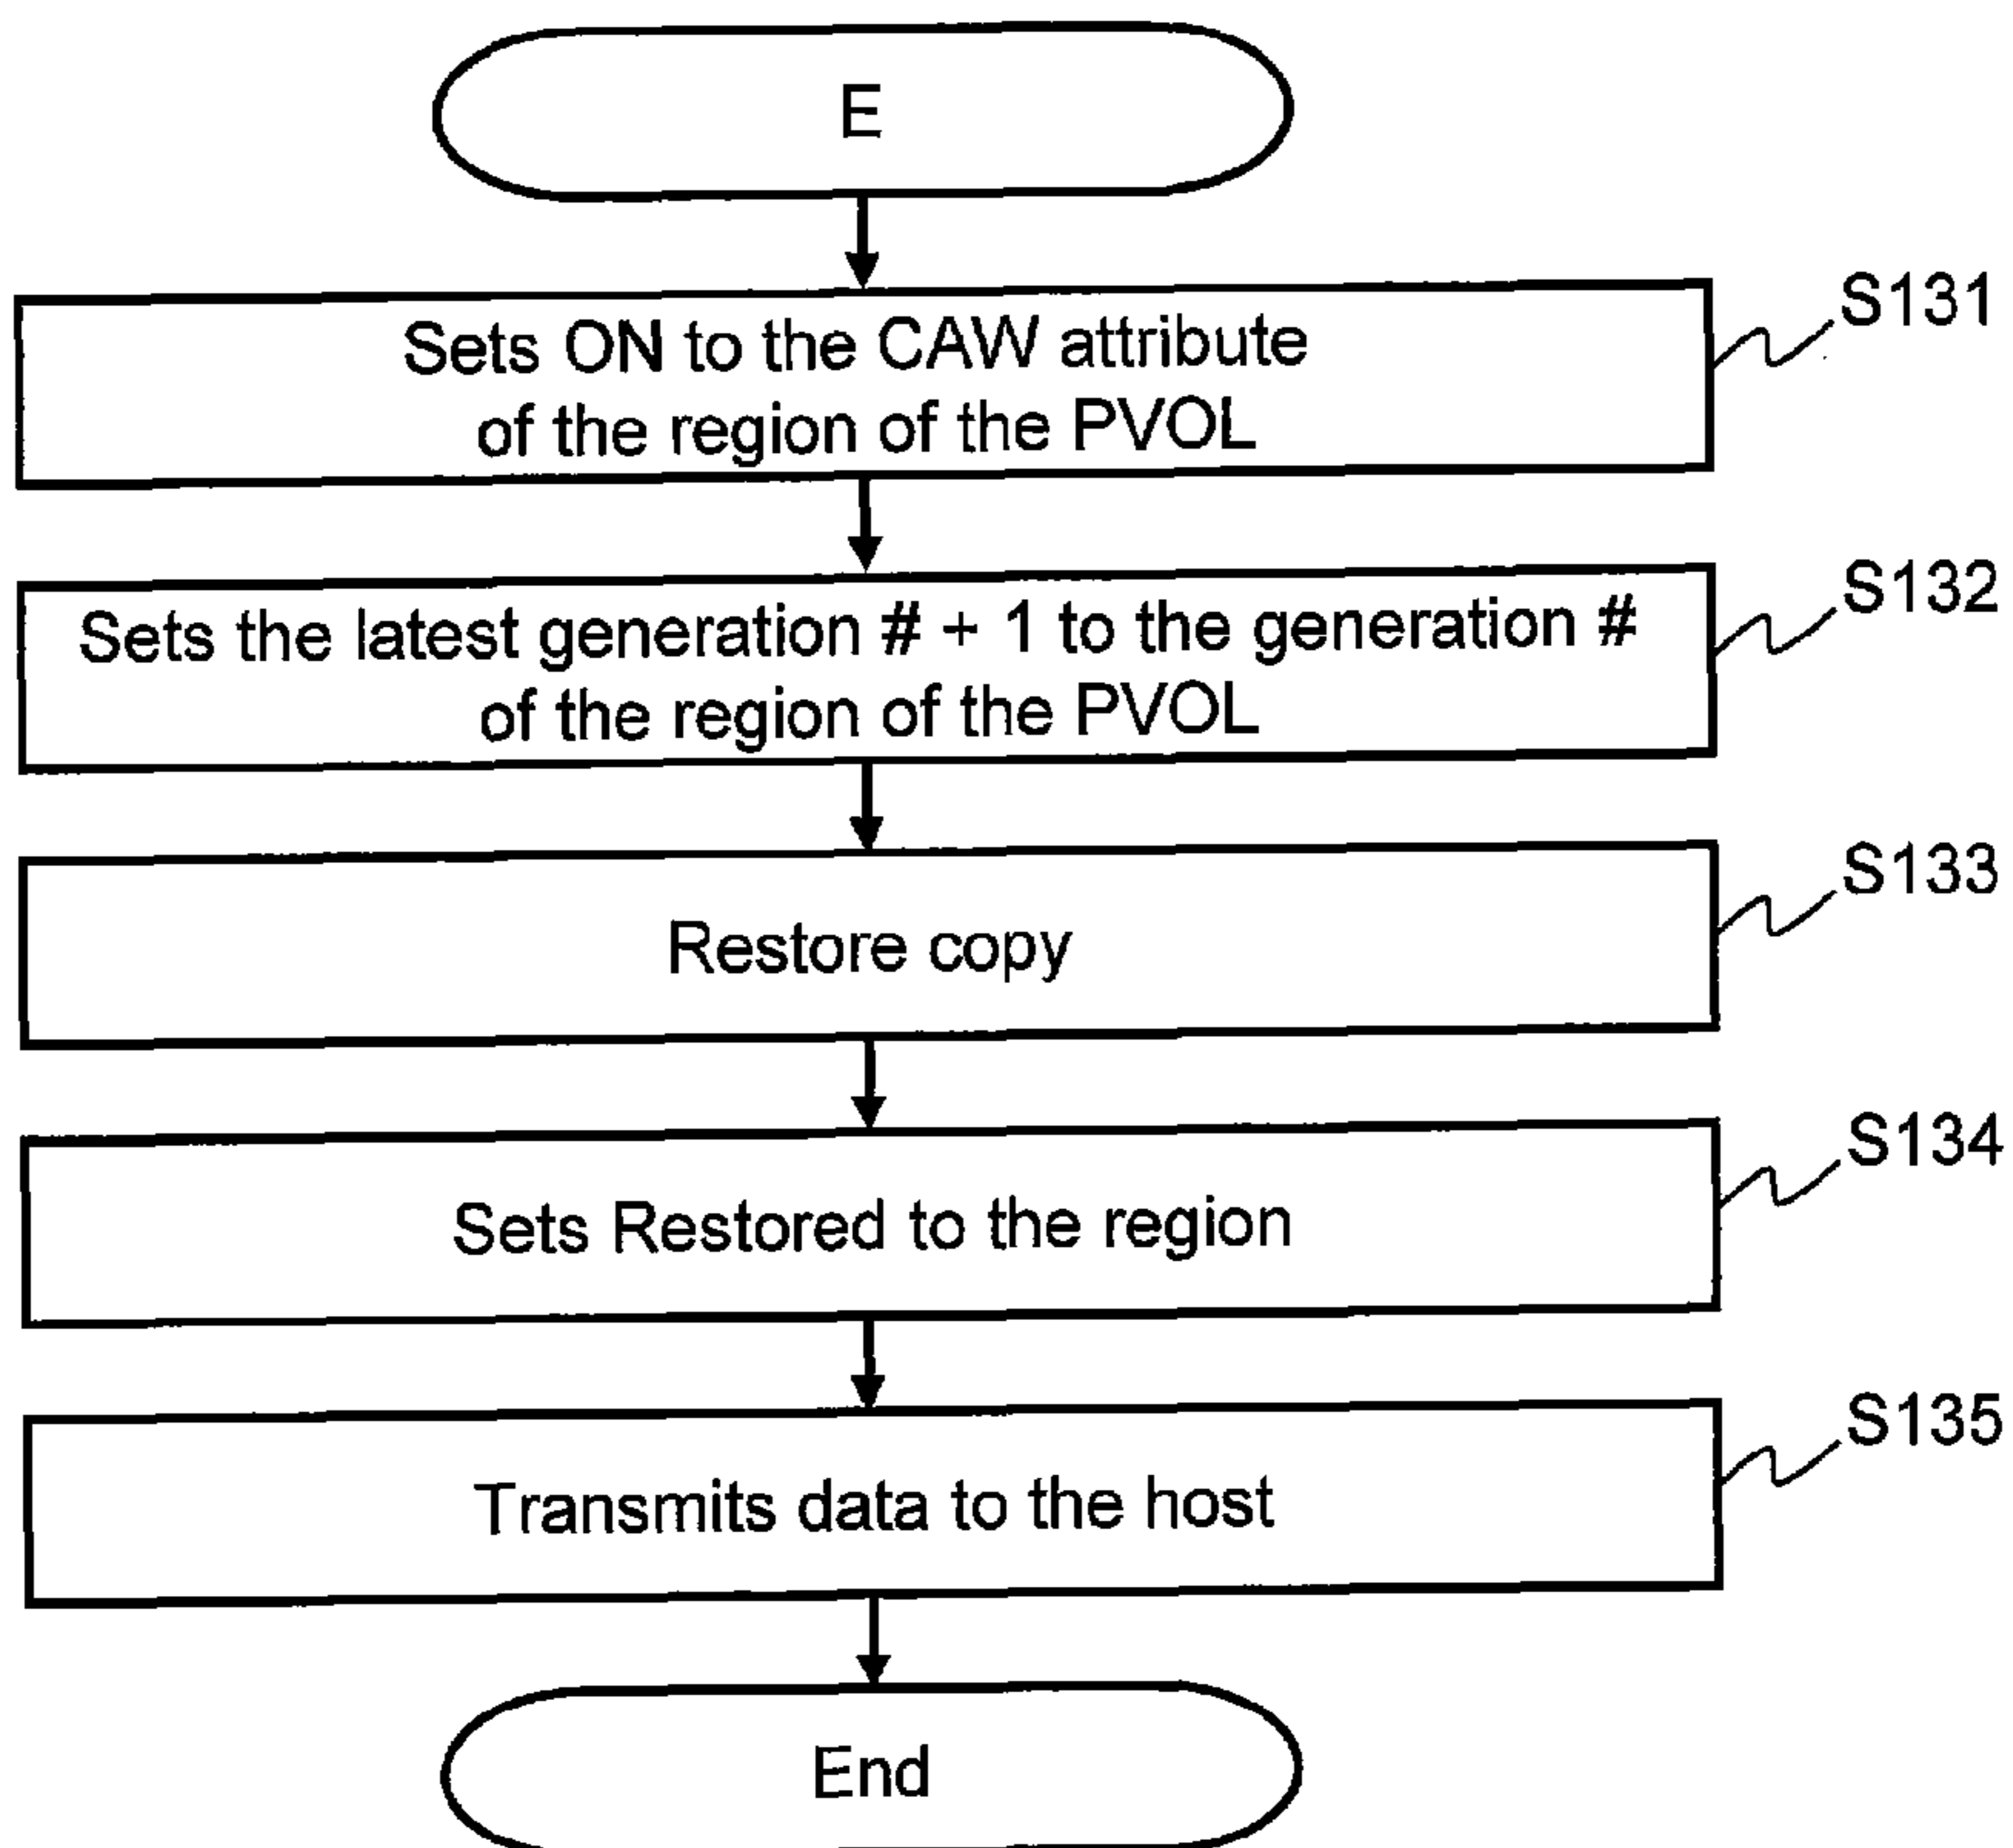 E
S131
Sets ON to the CAW attribute
of the region of the PVOL
S132
Sets the latest generation # + 1 to the generation #
of the region of the PVOL
S133
Restore copy
S134
Sets Restored to the region
S135
Transmits data to the host
End